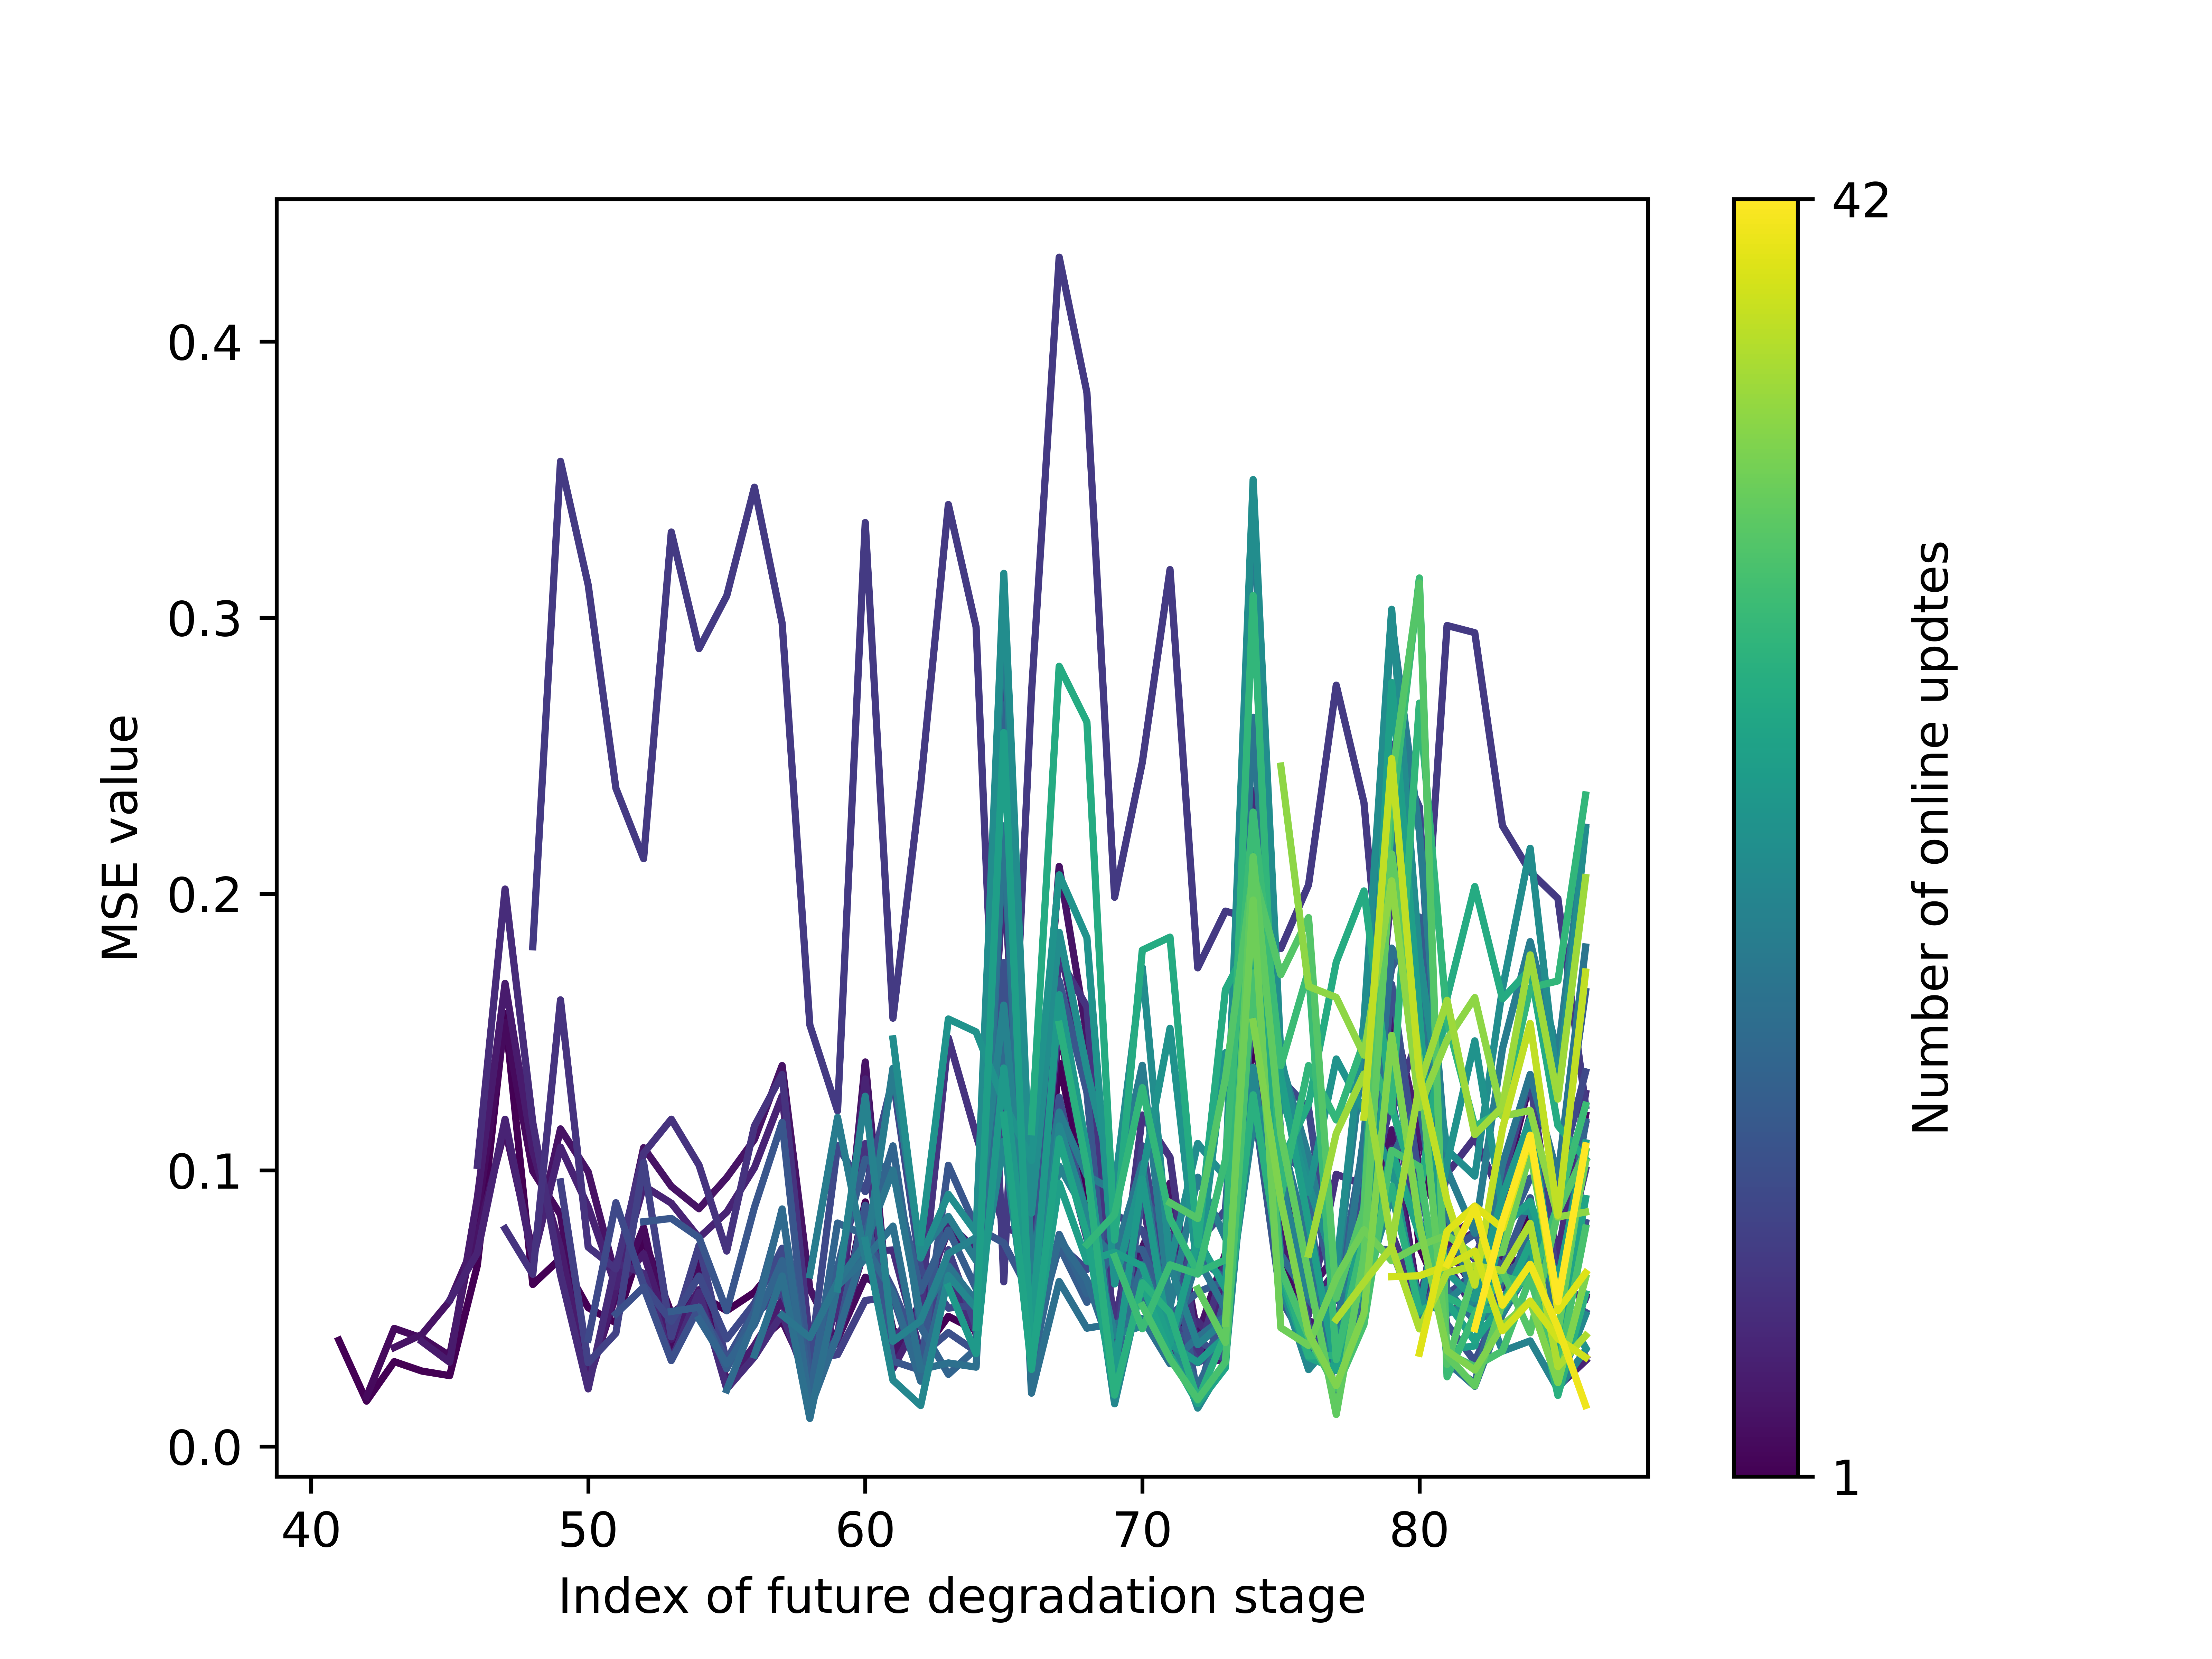 42
0.4
0.3
0.2
0.1
0.0
MSE value
40 50 60 70 80
Index of future degradation stage
1
Number of online updtes